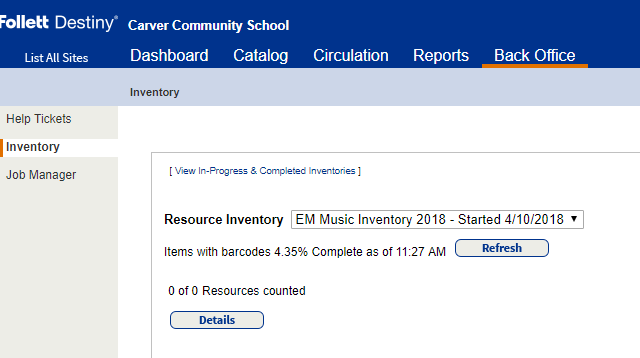 Follett Destiny® Carver Community School
List All Sites Dashboard Catalog Circulation Reports Back Office
Inventory
Help Tickets
Inventory
Job Manager
[ View In-Progress & Completed Inventories ]
Resource Inventory EM Music Inventory 2018 - Started 4/10/2018
Items with barcodes 4.35% Complete as of 11:27 AM Refresh
0 of 0 Resources counted
Details